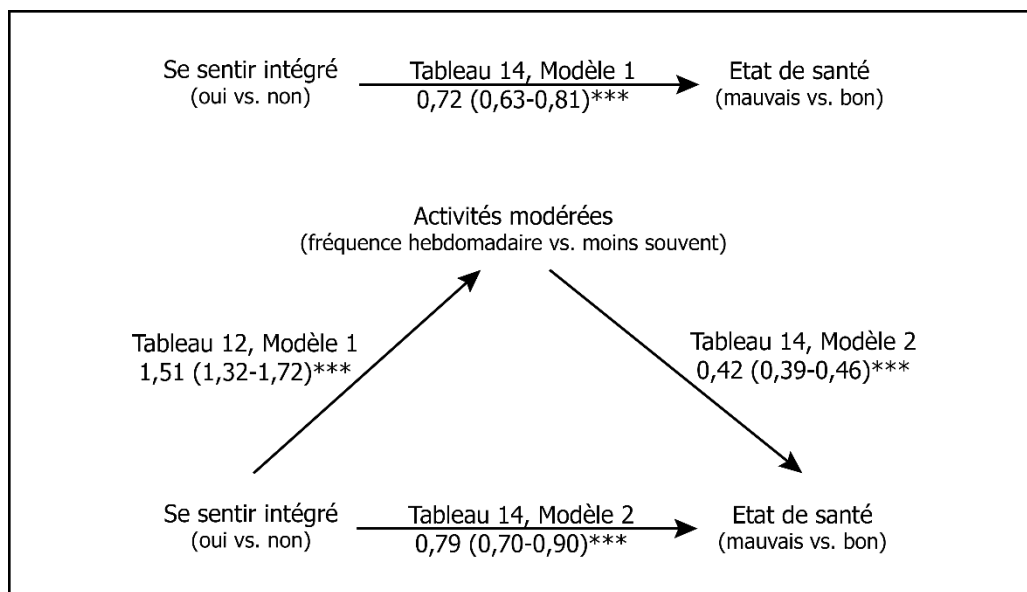 Se sentir intégré
(oui vs. non)
Tableau 14, Modèle 1
0,72 (0,63-0,81)***
Etat de santé
(mauvais vs. bon)
Activités modérées
(fréquence hebdomadaire vs. moins souvent)
Tableau 12, Modèle 1
1,51 (1,32-1,72)***
Tableau 14, Modèle 2
0,42 (0,39-0,46)***
Se sentir intégré
(oui vs. non)
Tableau 14, Modèle 2
0,79 (0,70-0,90)***
Etat de santé
(mauvais vs. bon)